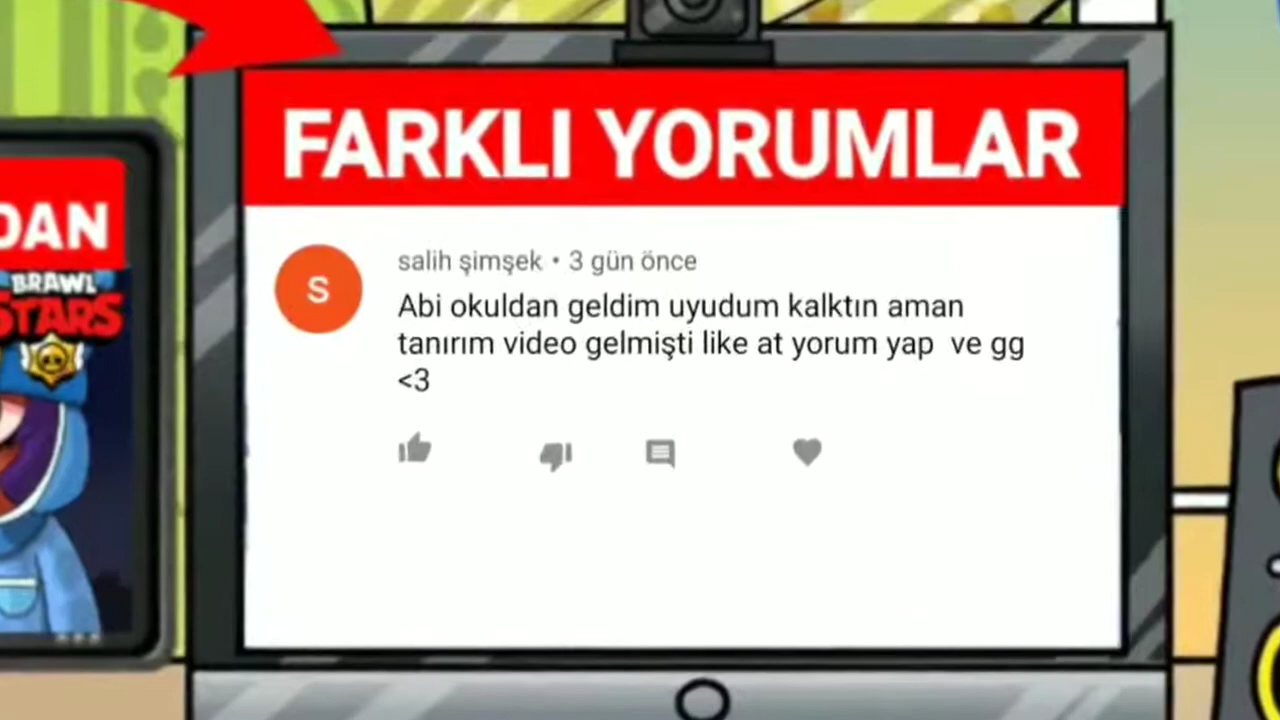 FARKLI YORUMLAR
DAN
BRAWL
STARS
S
salih şimşek • 3 gün önce
Abi okuldan geldim uyudum kalktın aman
tanırım video gelmişti like at yorum yap  ve gg
<3